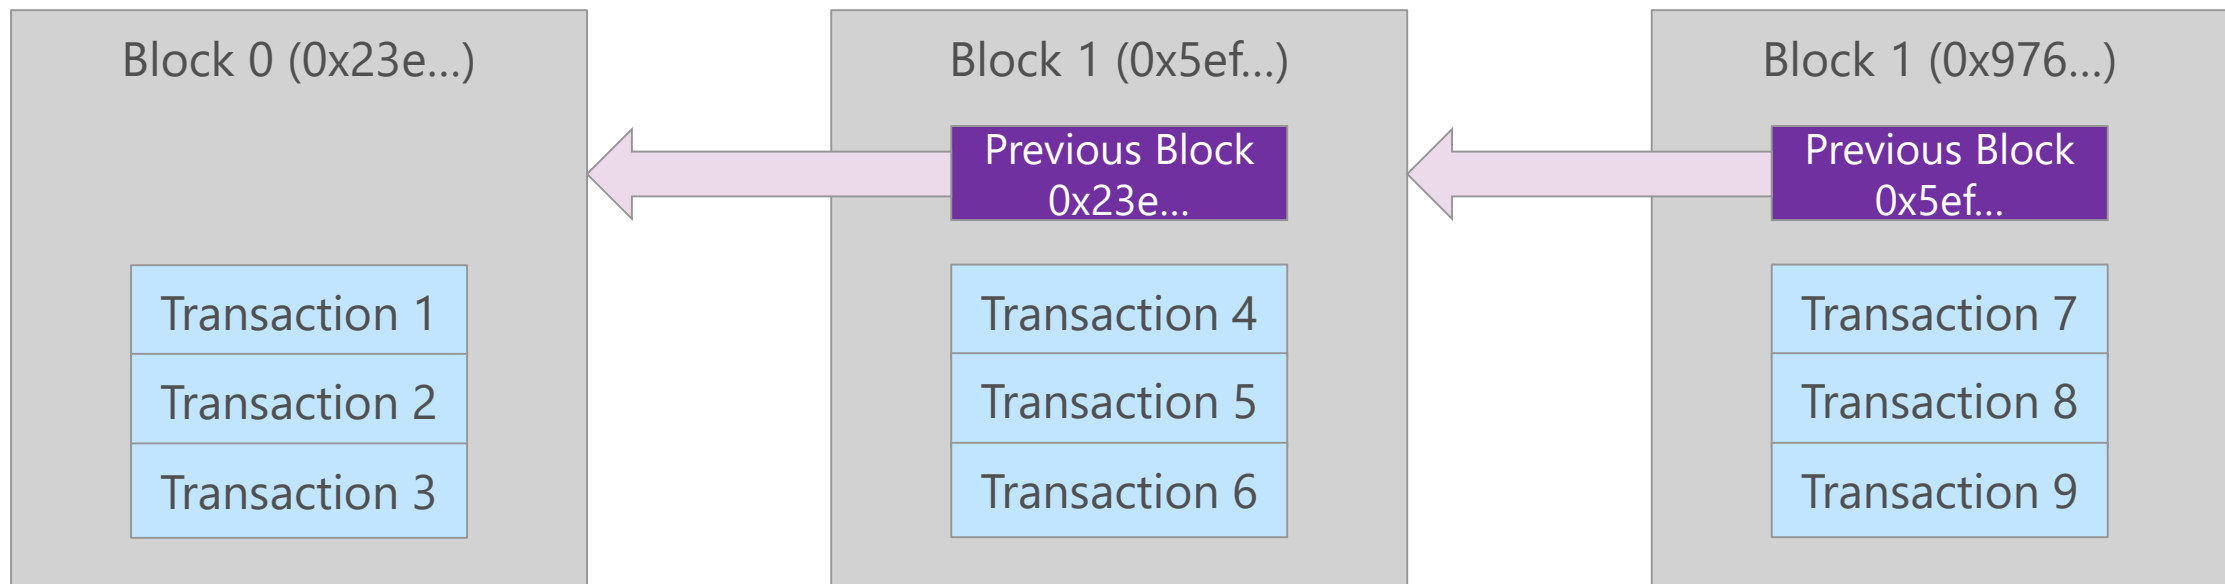 Block 0 (0x23e...)
Transaction 1
Transaction 2
Transaction 3
Block 1 (0x5ef...)
Previous Block
0x23e...
Transaction 4
Transaction 5
Transaction 6
Block 1 (0x976...)
Previous Block
0x5ef...
Transaction 7
Transaction 8
Transaction 9